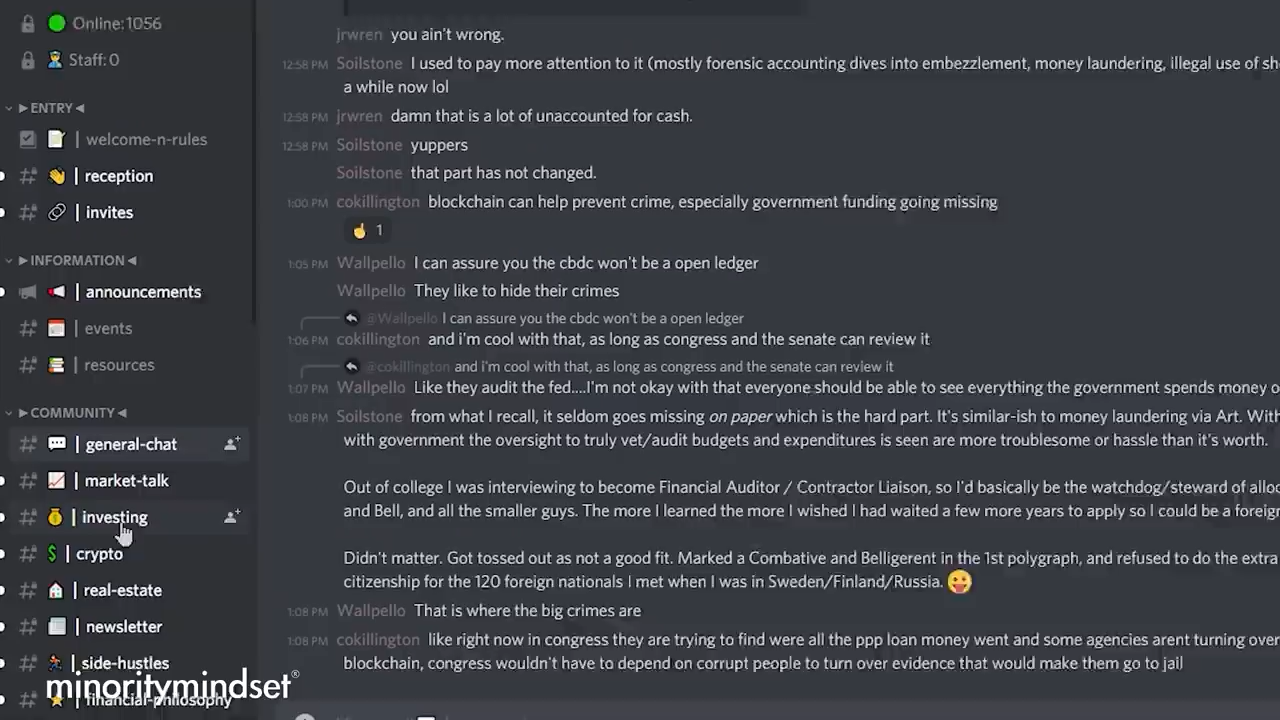 Online: 1056
Staff: 0
ENTRY
welcome-n-rules
reception
invites
INFORMATION
announcements
events
resources
COMMUNITY
general-chat
market-talk
investing
crypto
real-estate
newsletter
side-hustles
financial-philosophy
minoritymindset®
jrwren you ain't wrong.
12:58 PM Soilstone I used to pay more attention to it (mostly forensic accounting dives into embezzlement, money laundering, illegal use of sh
a while now lol
12:58 PM jrwren damn that is a lot of unaccounted for cash.
12:58 PM Soilstone yuppers
Soilstone that part has not changed.
1:00 PM cokillington blockchain can help prevent crime, especially government funding going missing
1
1:05 PM Wallpello I can assure you the cbdc won't be a open ledger
Wallpello They like to hide their crimes
@Wallpello I can assure you the cbdc won't be a open ledger
1:06 PM cokillington and i'm cool with that, as long as congress and the senate can review it
@cokillington and i'm cool with that, as long as congress and the senate can review it
1:07 PM Wallpello Like they audit the fed....I'm not okay with that everyone should be able to see everything the government spends money o
1:08 PM Soilstone from what I recall, it seldom goes missing on paper which is the hard part. It's similar-ish to money laundering via Art. With
with government the oversight to truly vet/audit budgets and expenditures is seen are more troublesome or hassle than it's worth.
Out of college I was interviewing to become Financial Auditor / Contractor Liaison, so I'd basically be the watchdog/steward of alloc
and Bell, and all the smaller guys. The more I learned the more I wished I had waited a few more years to apply so I could be a foreig
Didn't matter. Got tossed out as not a good fit. Marked a Combative and Belligerent in the 1st polygraph, and refused to do the extra
citizenship for the 120 foreign nationals I met when I was in Sweden/Finland/Russia.
1:08 PM Wallpello That is where the big crimes are
1:08 PM cokillington like right now in congress they are trying to find were all the ppp loan money went and some agencies arent turning over
blockchain, congress wouldn't have to depend on corrupt people to turn over evidence that would make them go to jail